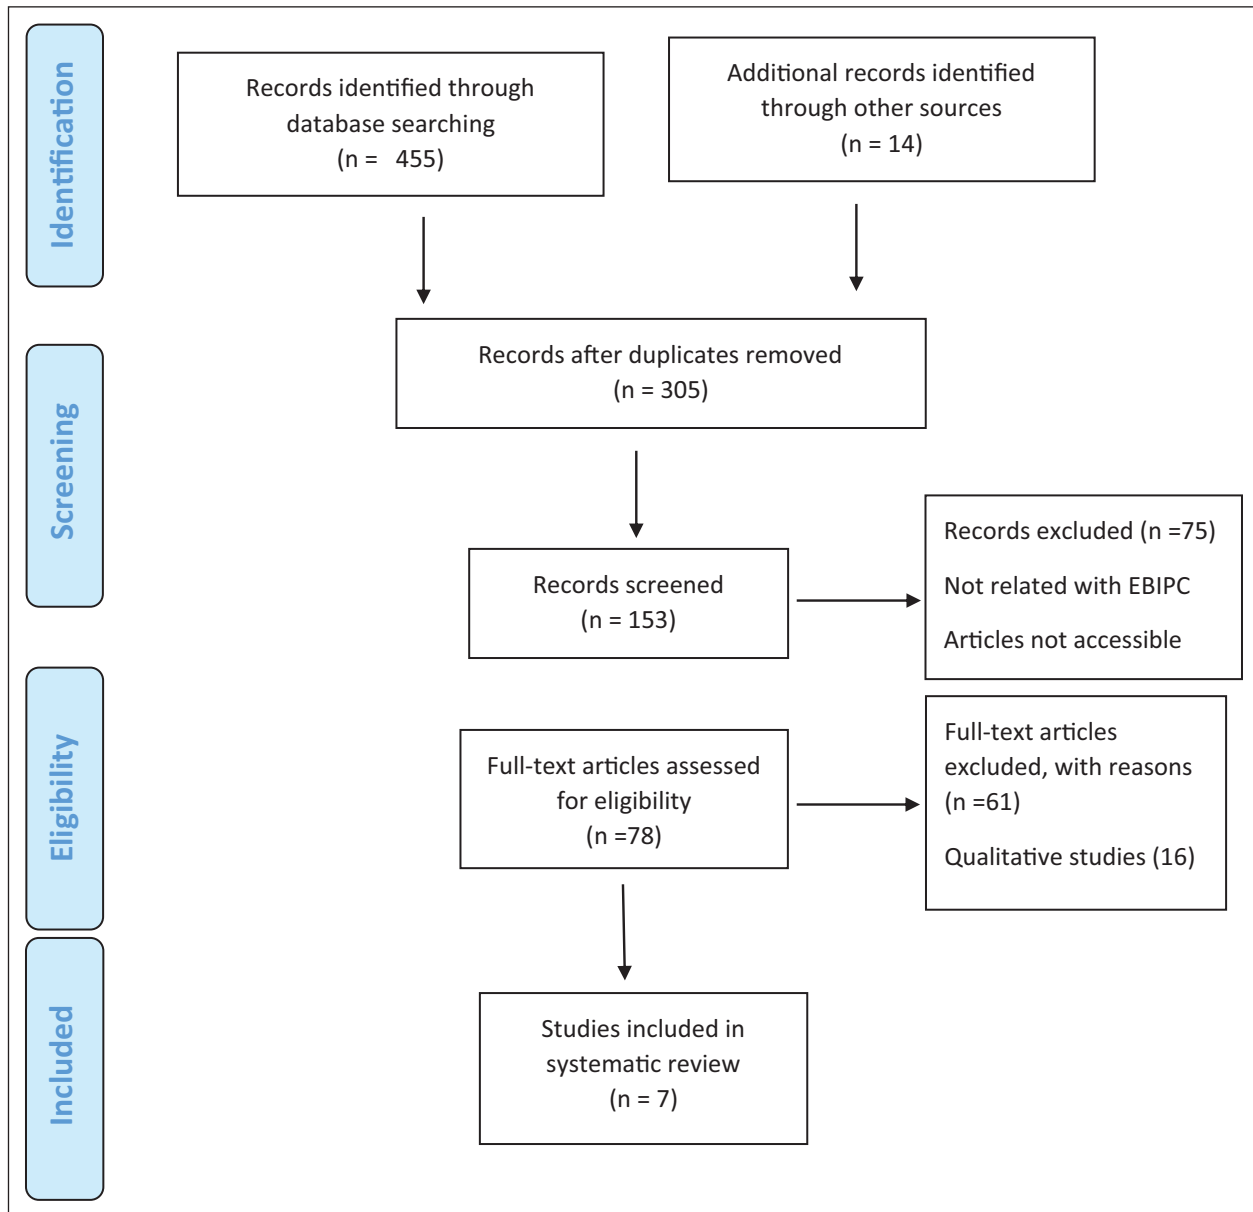 Identification
Records identified through
database searching
(n =   455)
Additional records identified
through other sources
(n = 14)
Records after duplicates removed
(n = 305)
Screening
Records screened
(n = 153)
Records excluded (n =75)
Not related with EBIPC
Articles not accessible
Eligibility
Full-text articles assessed
for eligibility
(n =78)
Full-text articles
excluded, with reasons
(n =61)
Qualitative studies (16)
Included
Studies included in
systematic review
(n = 7)